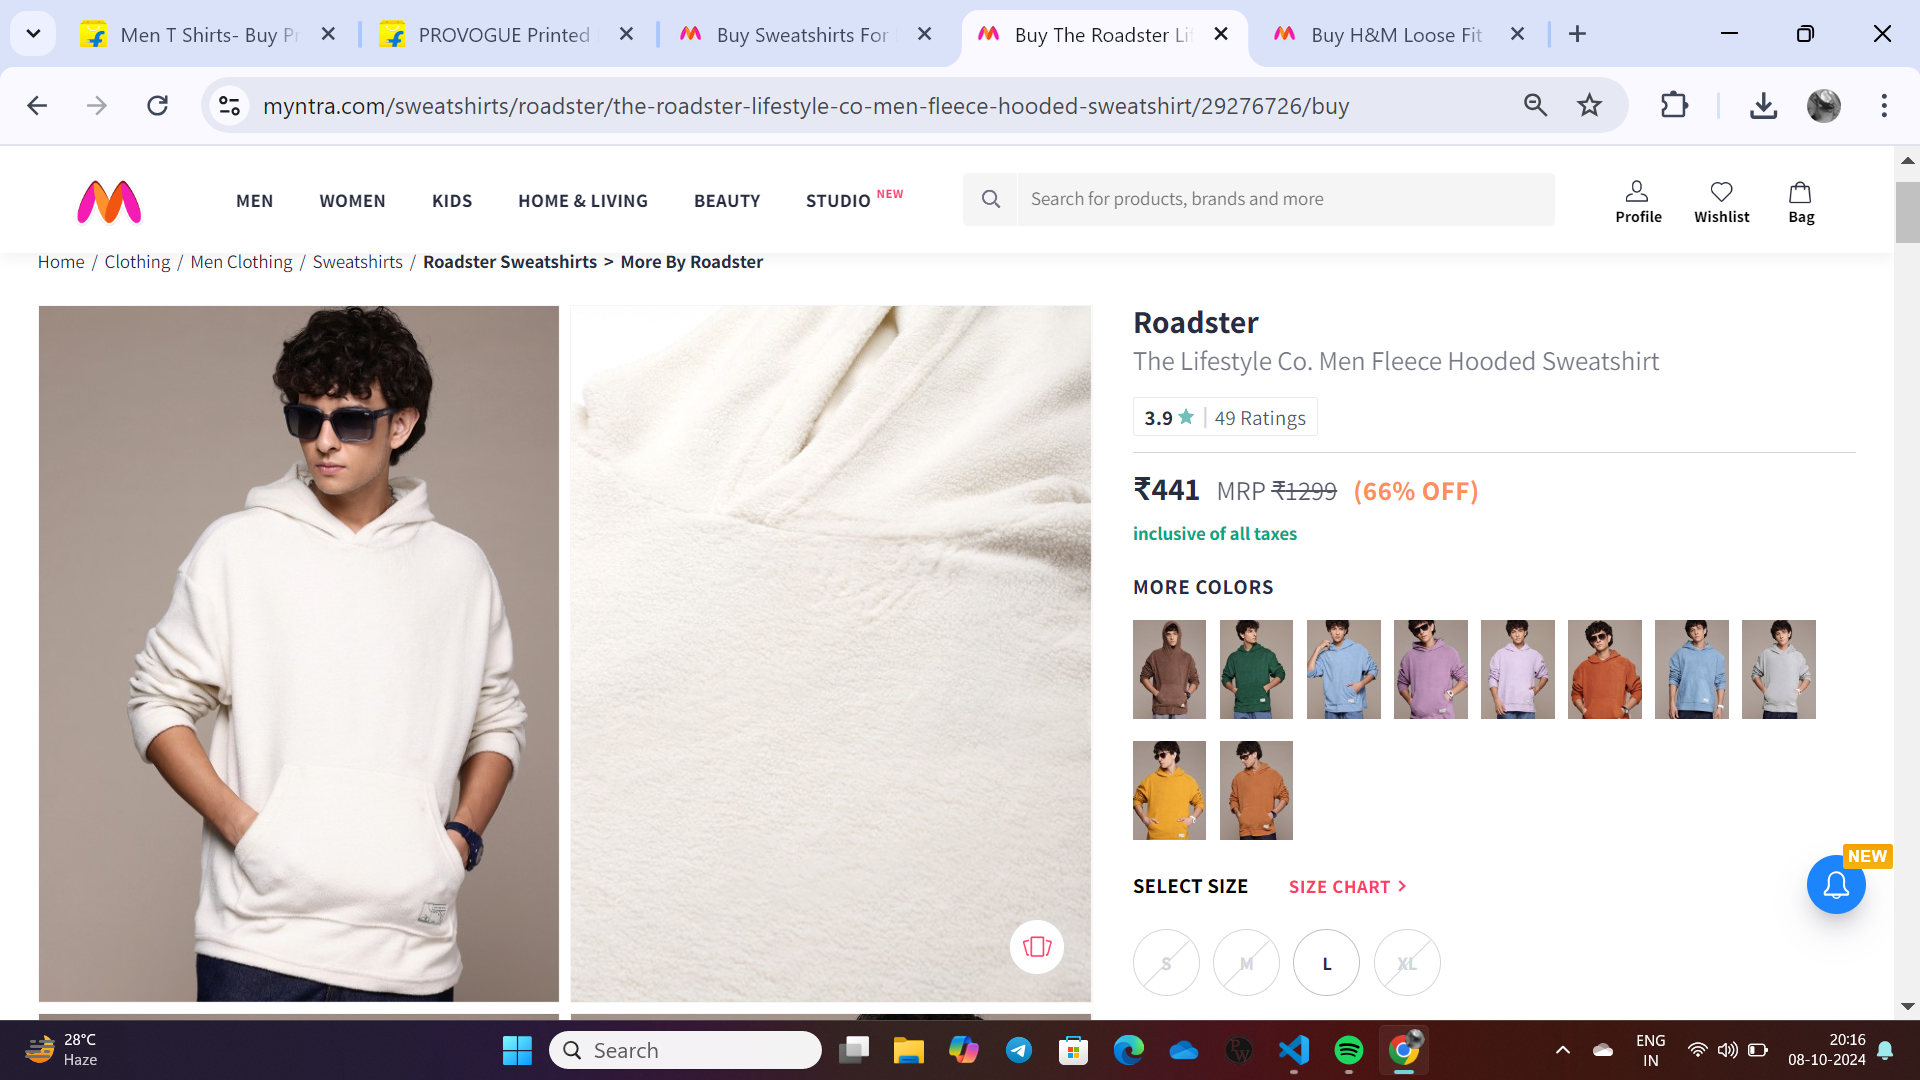 Men T Shirts- Buy Pr
PROVOGUE Printed
Buy Sweatshirts For
Buy The Roadster Lif
Buy H&M Loose Fit
myntra.com/sweatshirts/roadster/the-roadster-lifestyle-co-men-fleece-hooded-sweatshirt/29276726/buy
MEN WOMEN KIDS HOME & LIVING BEAUTY STUDIO NEW
Search for products, brands and more
Profile Wishlist Bag
Home / Clothing / Men Clothing / Sweatshirts / Roadster Sweatshirts > More By Roadster
Roadster
The Lifestyle Co. Men Fleece Hooded Sweatshirt
3.9 ★ | 49 Ratings
₹441 MRP ₹1299 (66% OFF)
inclusive of all taxes
MORE COLORS
NEW
SELECT SIZE SIZE CHART >
S M L XL
28°C
Haze
Search
ENG
IN
20:16
08-10-2024